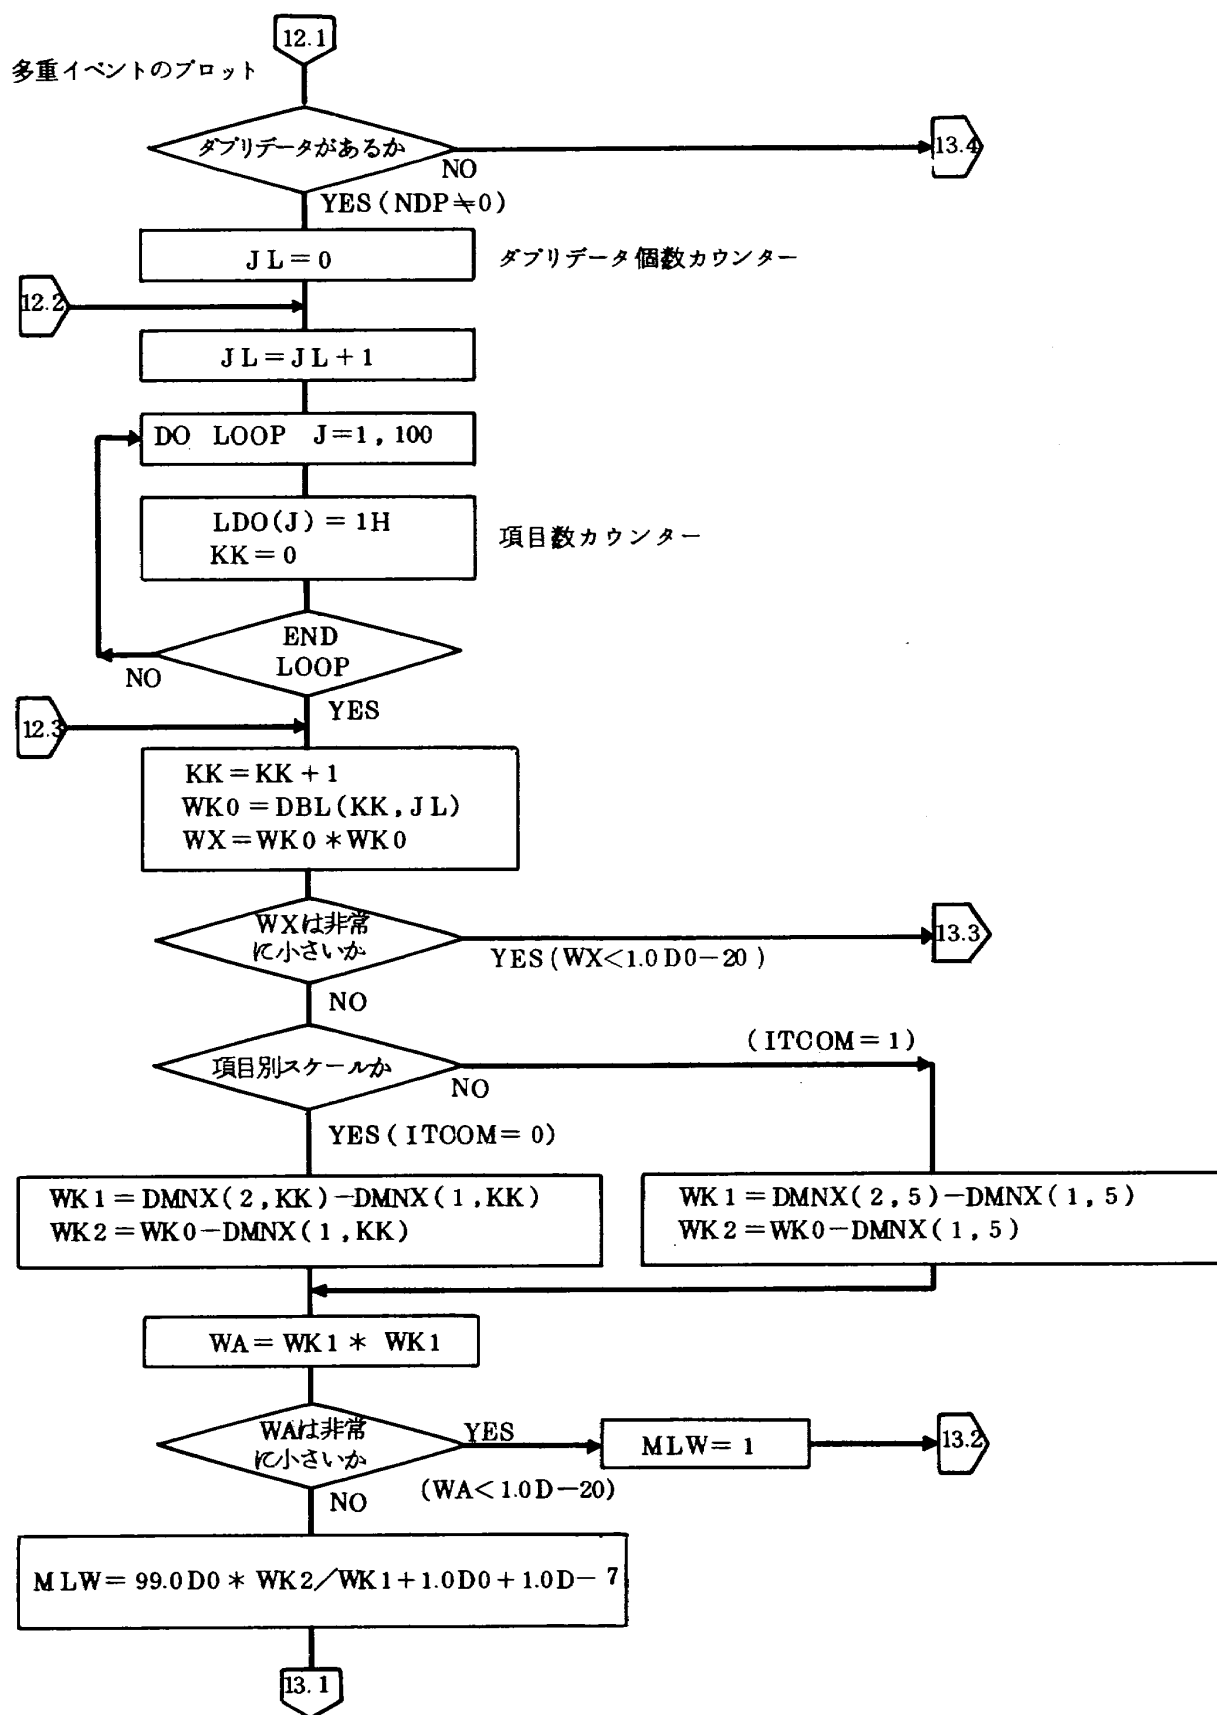 12.1
多重イベントのプロット
ダブリデータがあるか
NO
13.4
YES(NDP≠0)
JL=0
ダブリデータ個数カウンター
12.2
JL=JL+1
DO LOOP J=1, 100
LDO(J)=1H
KK=0
項目数カウンター
END
LOOP
NO
YES
12.3
KK=KK+1
WK0=DBL(KK,JL)
WX=WK0*WK0
WXは非常
に小さいか
YES(WX<1.0D0-20)
13.3
NO
項目別スケールか
NO
(ITCOM=1)
YES(ITCOM=0)
WK1=DMNX(2,KK)-DMNX(1,KK)
WK2=WK0-DMNX(1,KK)
WK1=DMNX(2,5)-DMNX(1,5)
WK2=WK0-DMNX(1,5)
WA=WK1* WK1
WAは非常
に小さいか
YES
(WA<1.0D-20)
MLW=1
13.2
NO
MLW=99.0D0*WK2/WK1+1.0D0+1.0D-7
13.1